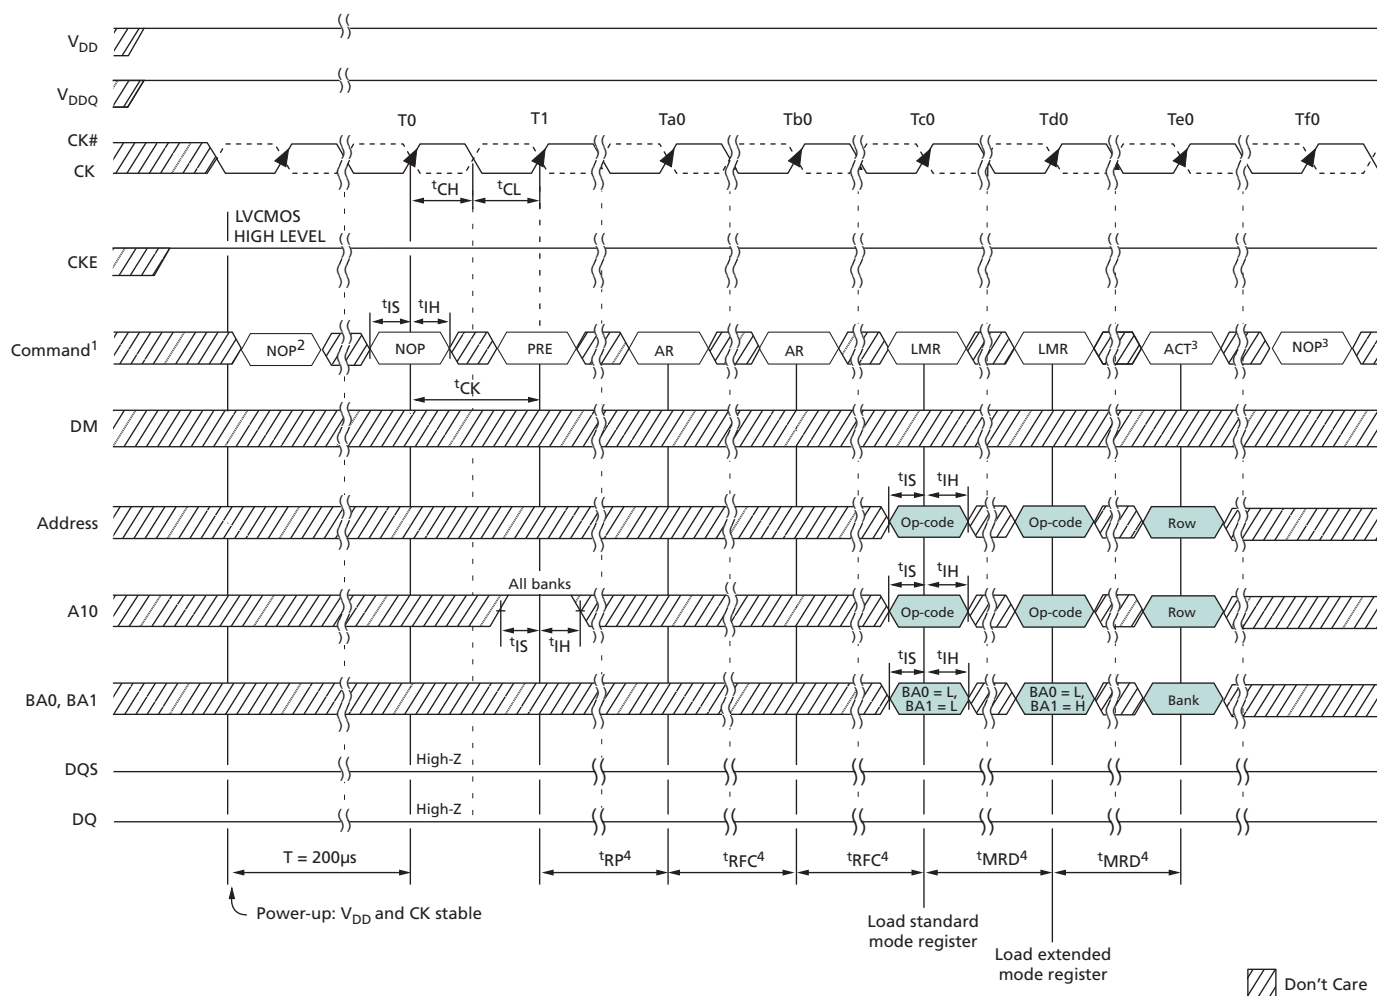 VDD
VDDQ
T0 T1 Ta0 Tb0 Tc0 Td0 Te0 Tf0
CK#
CK
tCH tCL
LVCMOS
HIGH LEVEL
CKE
tIS tIH
Command1 NOP2 NOP PRE AR AR LMR LMR ACT3 NOP3
tCK
DM
tIS tIH
Address Op-code Op-code Row
All banks tIS tIH
A10 Op-code Op-code Row
tIS tIH
tIS tIH
BA0, BA1 BA0 = L, BA1 = L BA0 = L, BA1 = H Bank
High-Z
DQS
High-Z
DQ
T = 200µs tRP4 tRFC4 tRFC4 tMRD4 tMRD4
Power-up: VDD and CK stable
Load standard
mode register
Load extended
mode register
Don't Care